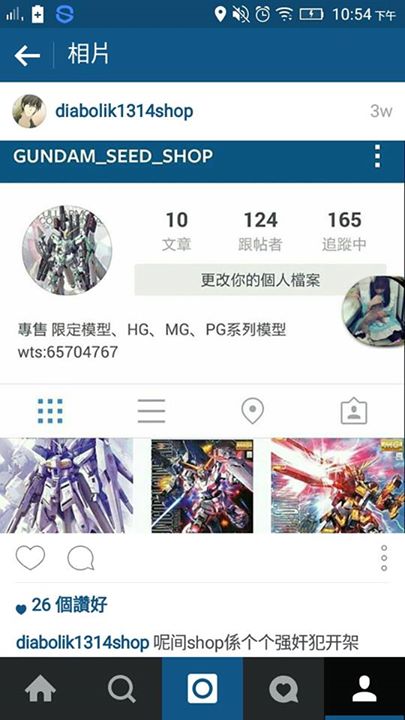 10:54 下午
相片
diabolik1314shop
3w
GUNDAM_SEED_SHOP
10
124
165
文章
跟帖者
追蹤中
更改你的個人檔案
專售 限定模型、HG、MG、PG系列模型
wts:65704767
26 個讚好
diabolik1314shop 呢间shop係个个强奸犯开架